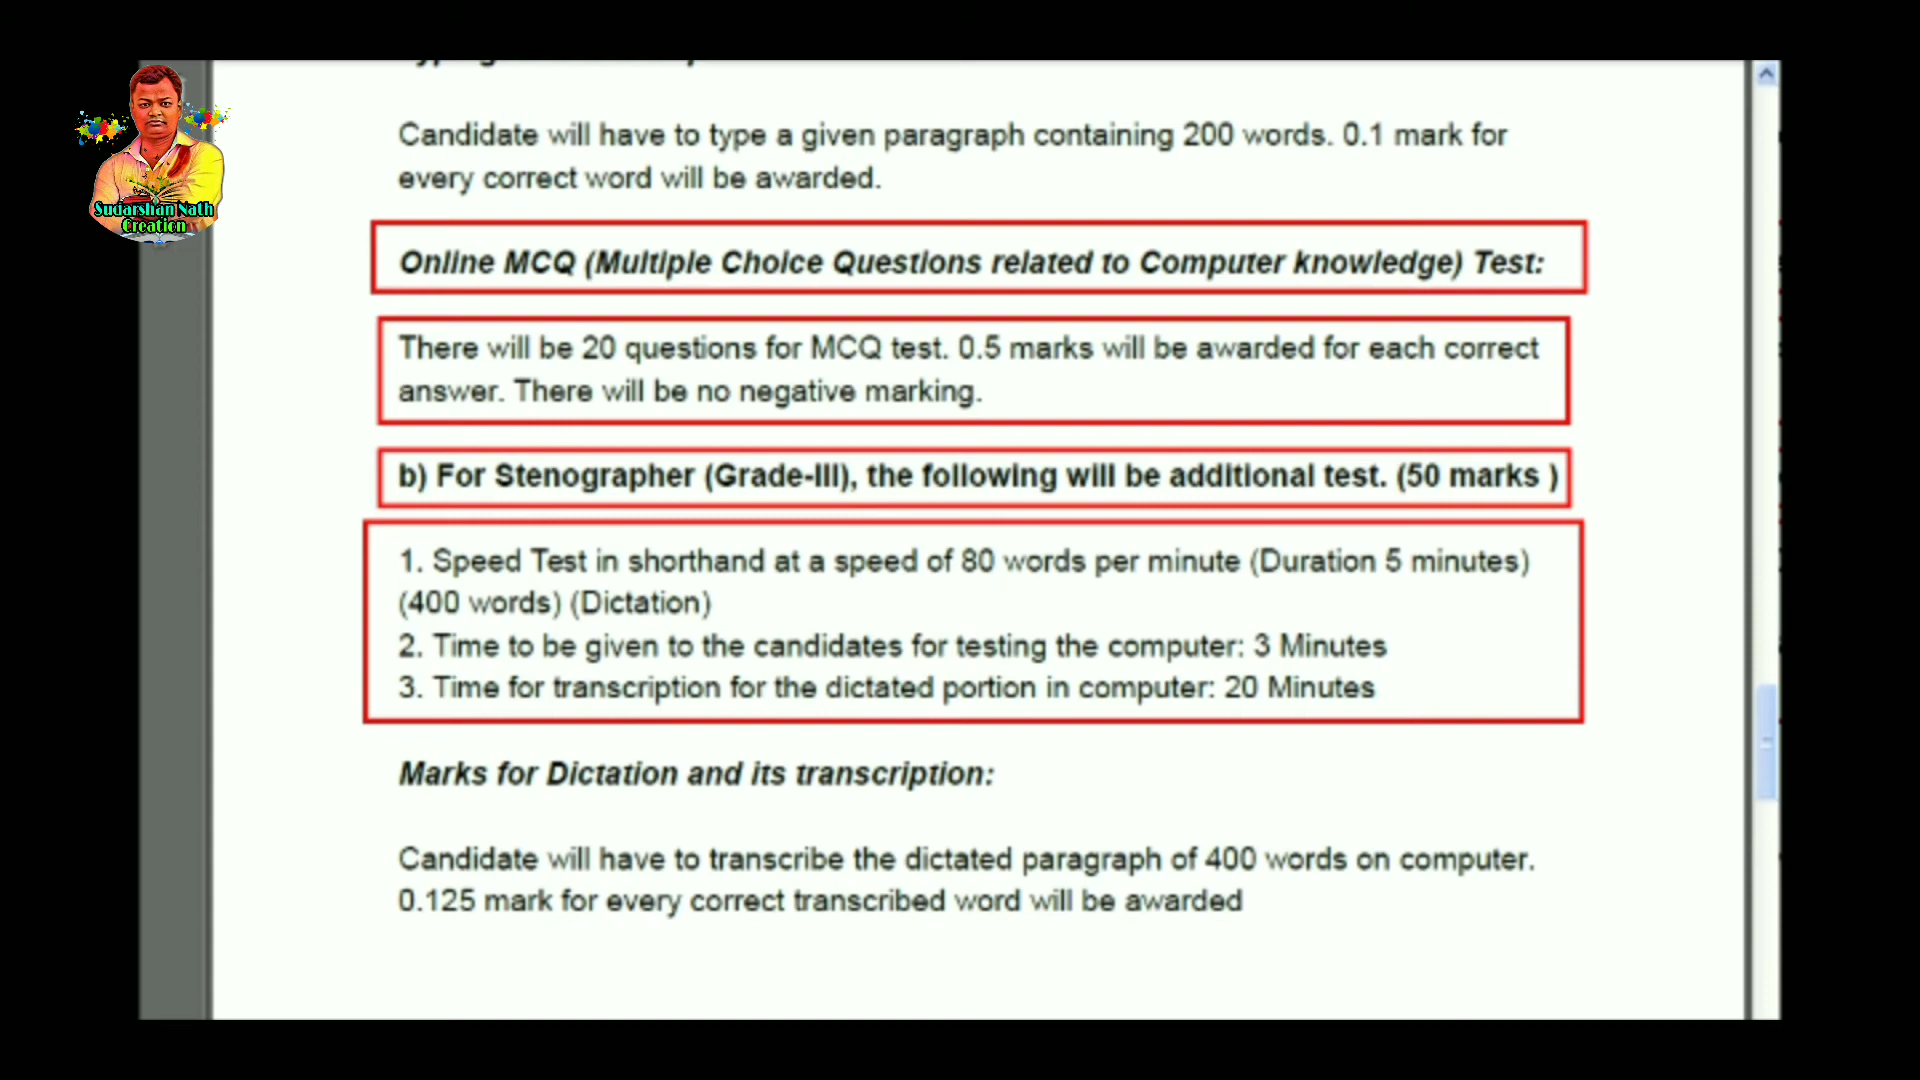 Candidate will have to type a given paragraph containing 200 words. 0.1 mark for
every correct word will be awarded.
Online MCQ (Multiple Choice Questions related to Computer knowledge) Test:
There will be 20 questions for MCQ test. 0.5 marks will be awarded for each correct
answer. There will be no negative marking.
b) For Stenographer (Grade-III), the following will be additional test. (50 marks )
1. Speed Test in shorthand at a speed of 80 words per minute (Duration 5 minutes)
(400 words) (Dictation)
2. Time to be given to the candidates for testing the computer: 3 Minutes
3. Time for transcription for the dictated portion in computer: 20 Minutes
Marks for Dictation and its transcription:
Candidate will have to transcribe the dictated paragraph of 400 words on computer.
0.125 mark for every correct transcribed word will be awarded
Sudarshan Nath
Creation